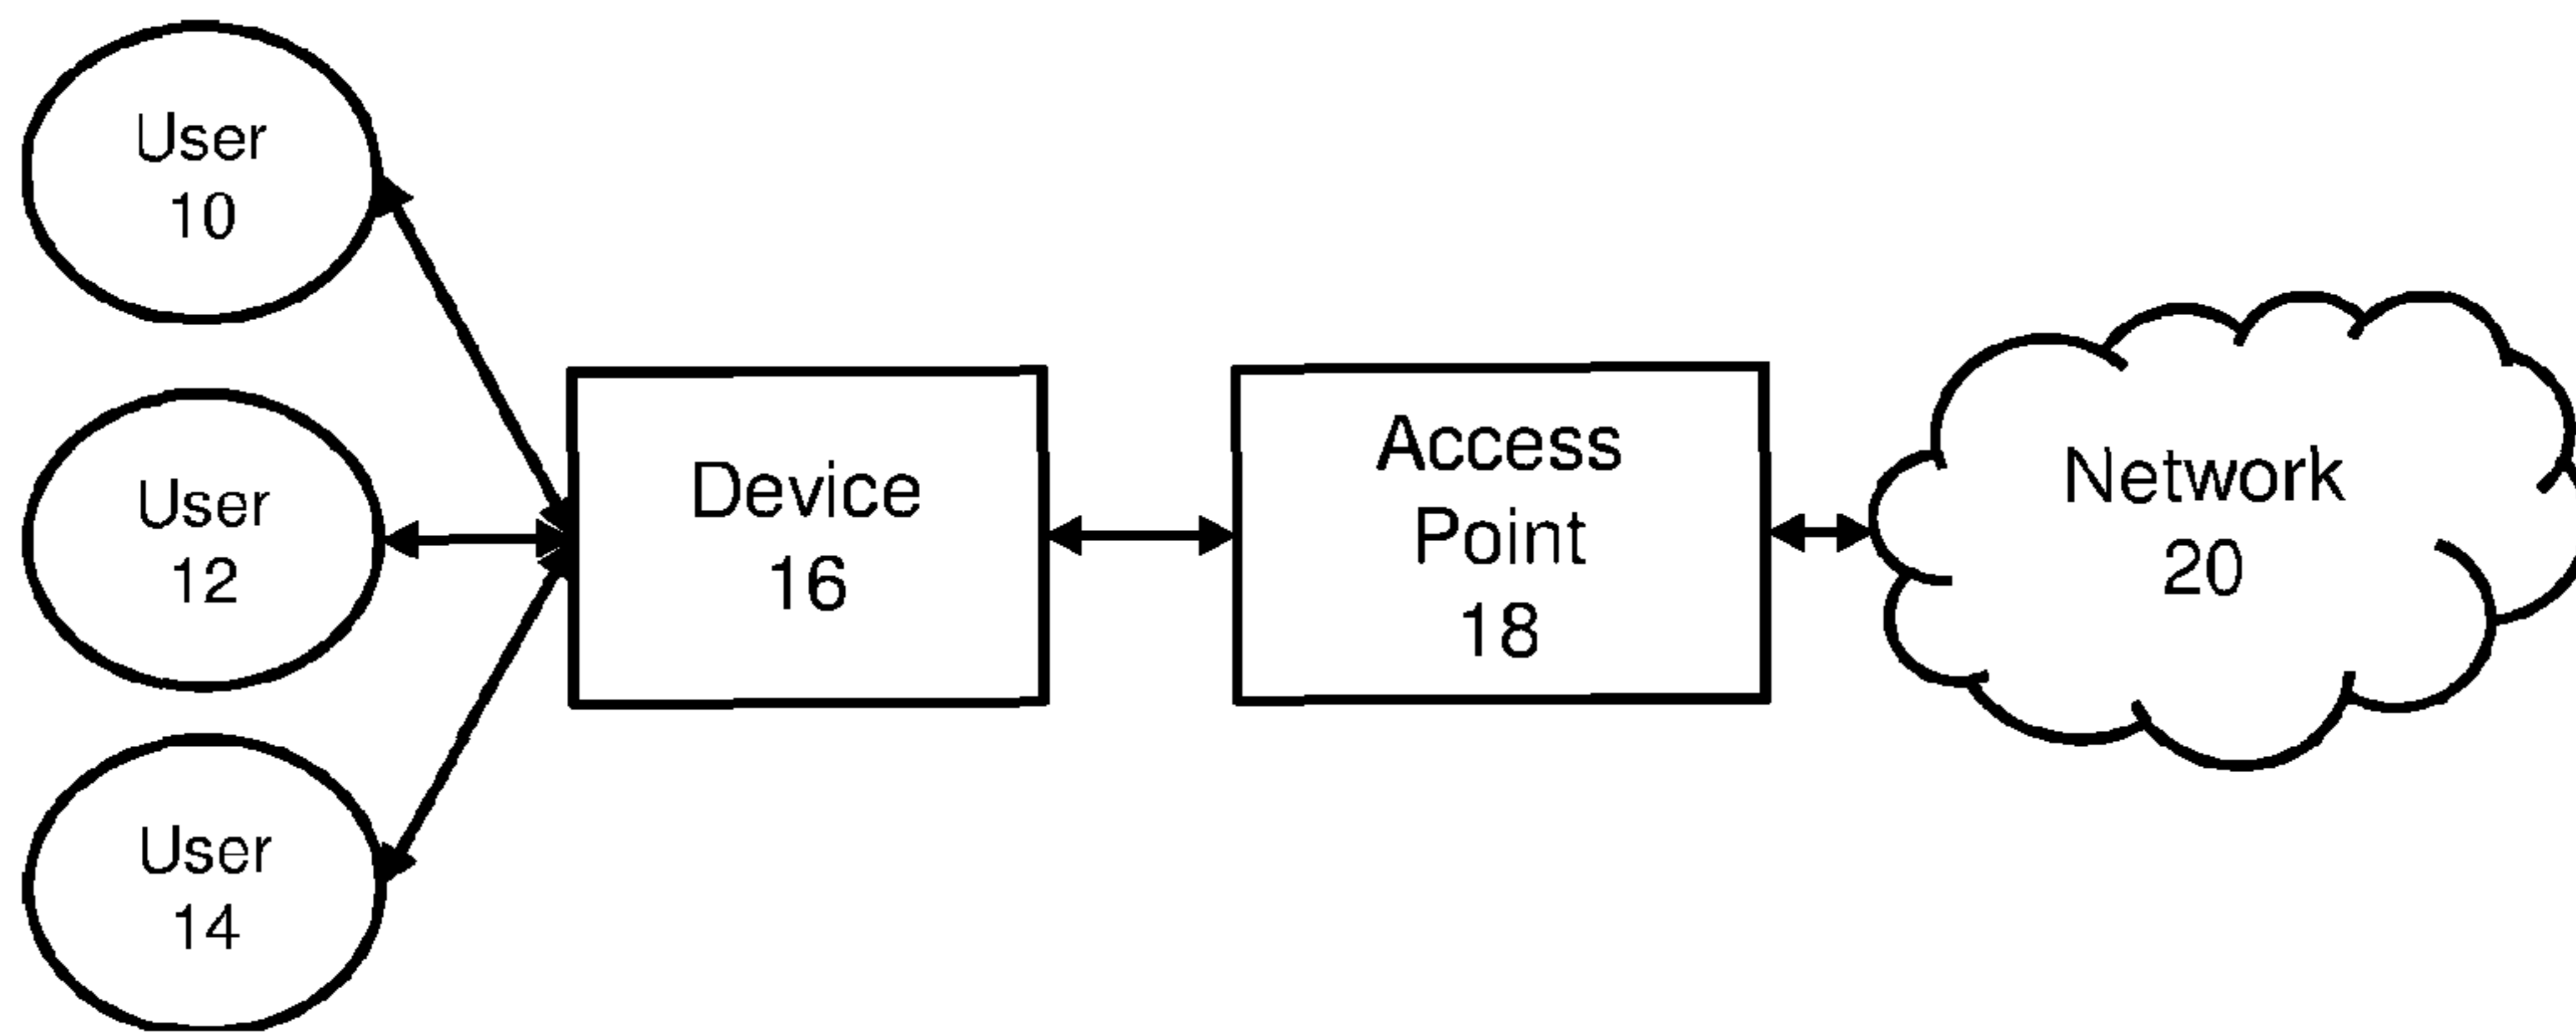 User
10
User
12
User
14
Device
16
Access
Point
18
Network
20